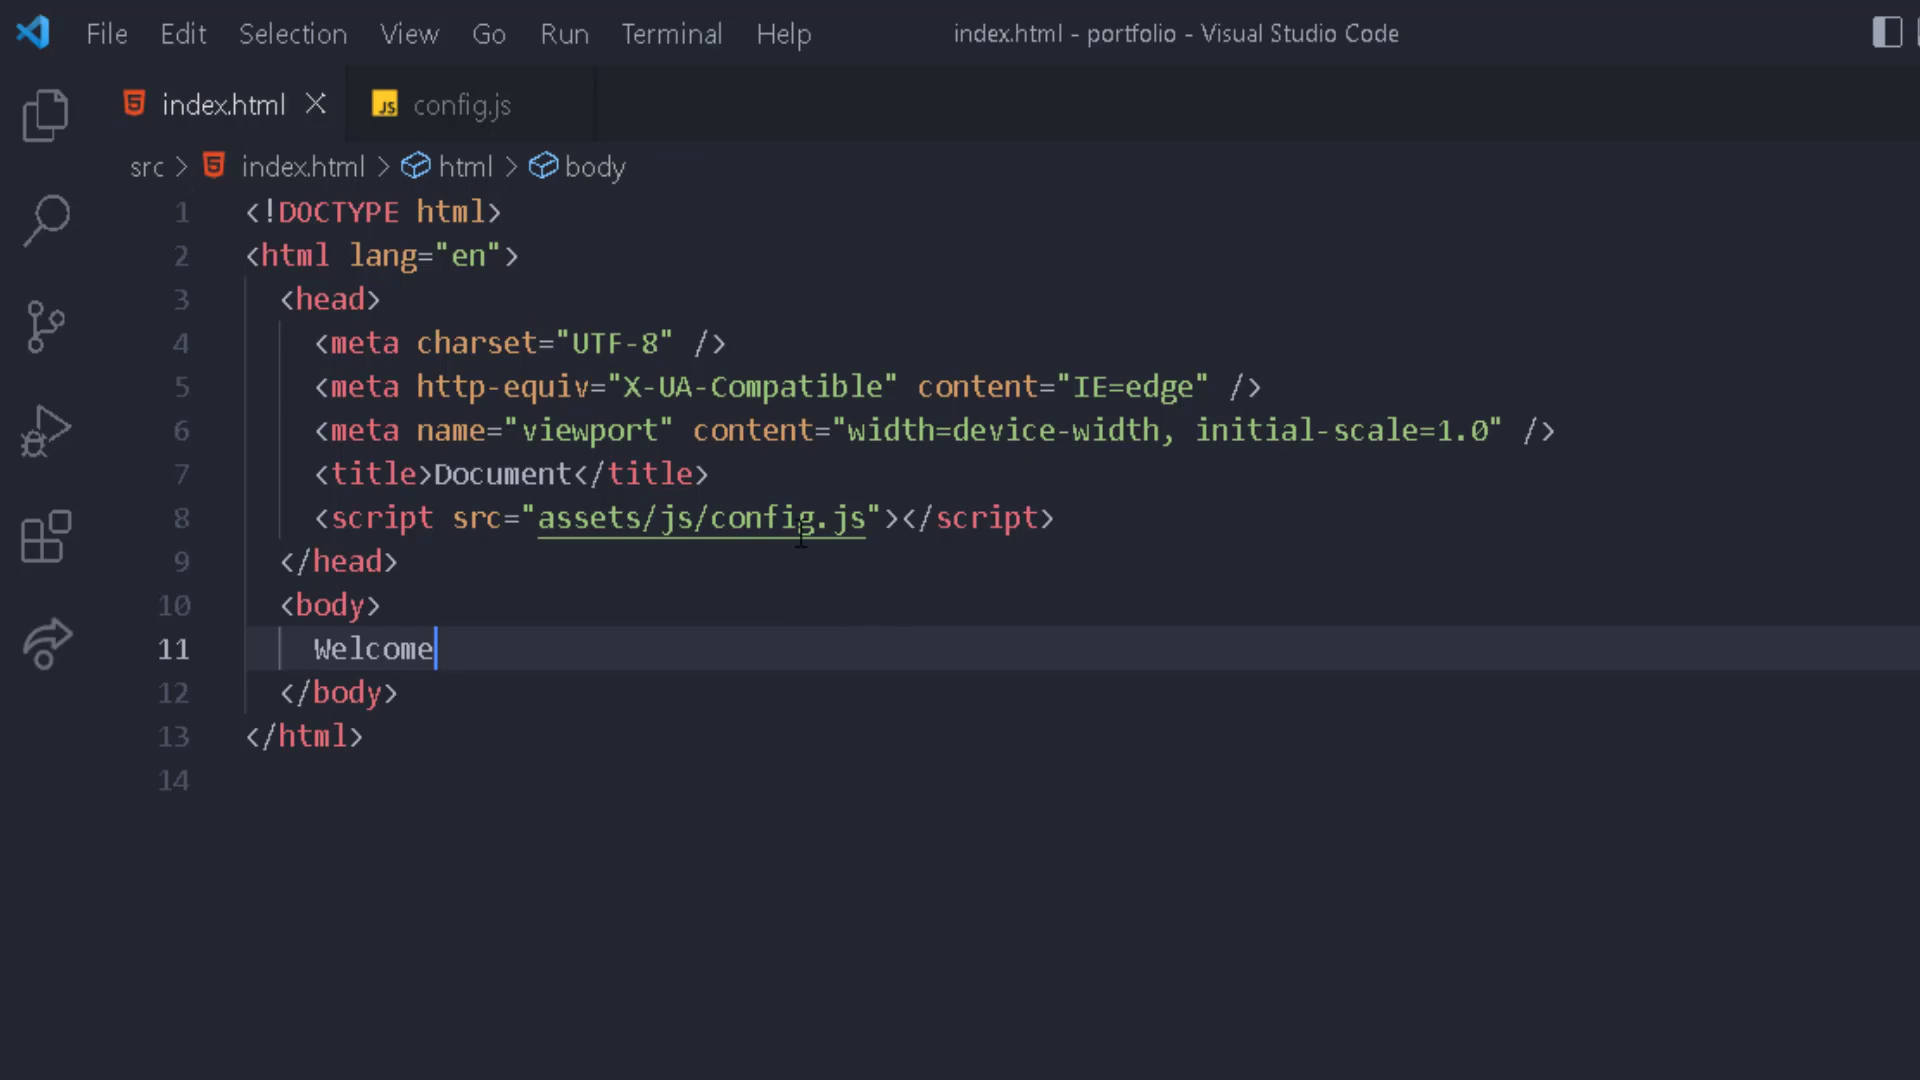 File Edit Selection View Go Run Terminal Help index.html - portfolio - Visual Studio Code
index.html JS config.js
src > index.html > html > body
1 <!DOCTYPE html>
2 <html lang="en">
3 <head>
4 <meta charset="UTF-8" />
5 <meta http-equiv="X-UA-Compatible" content="IE=edge" />
6 <meta name="viewport" content="width=device-width, initial-scale=1.0" />
7 <title>Document</title>
8 <script src="assets/js/config.js"></script>
9 </head>
10 <body>
11 Welcome
12 </body>
13 </html>
14